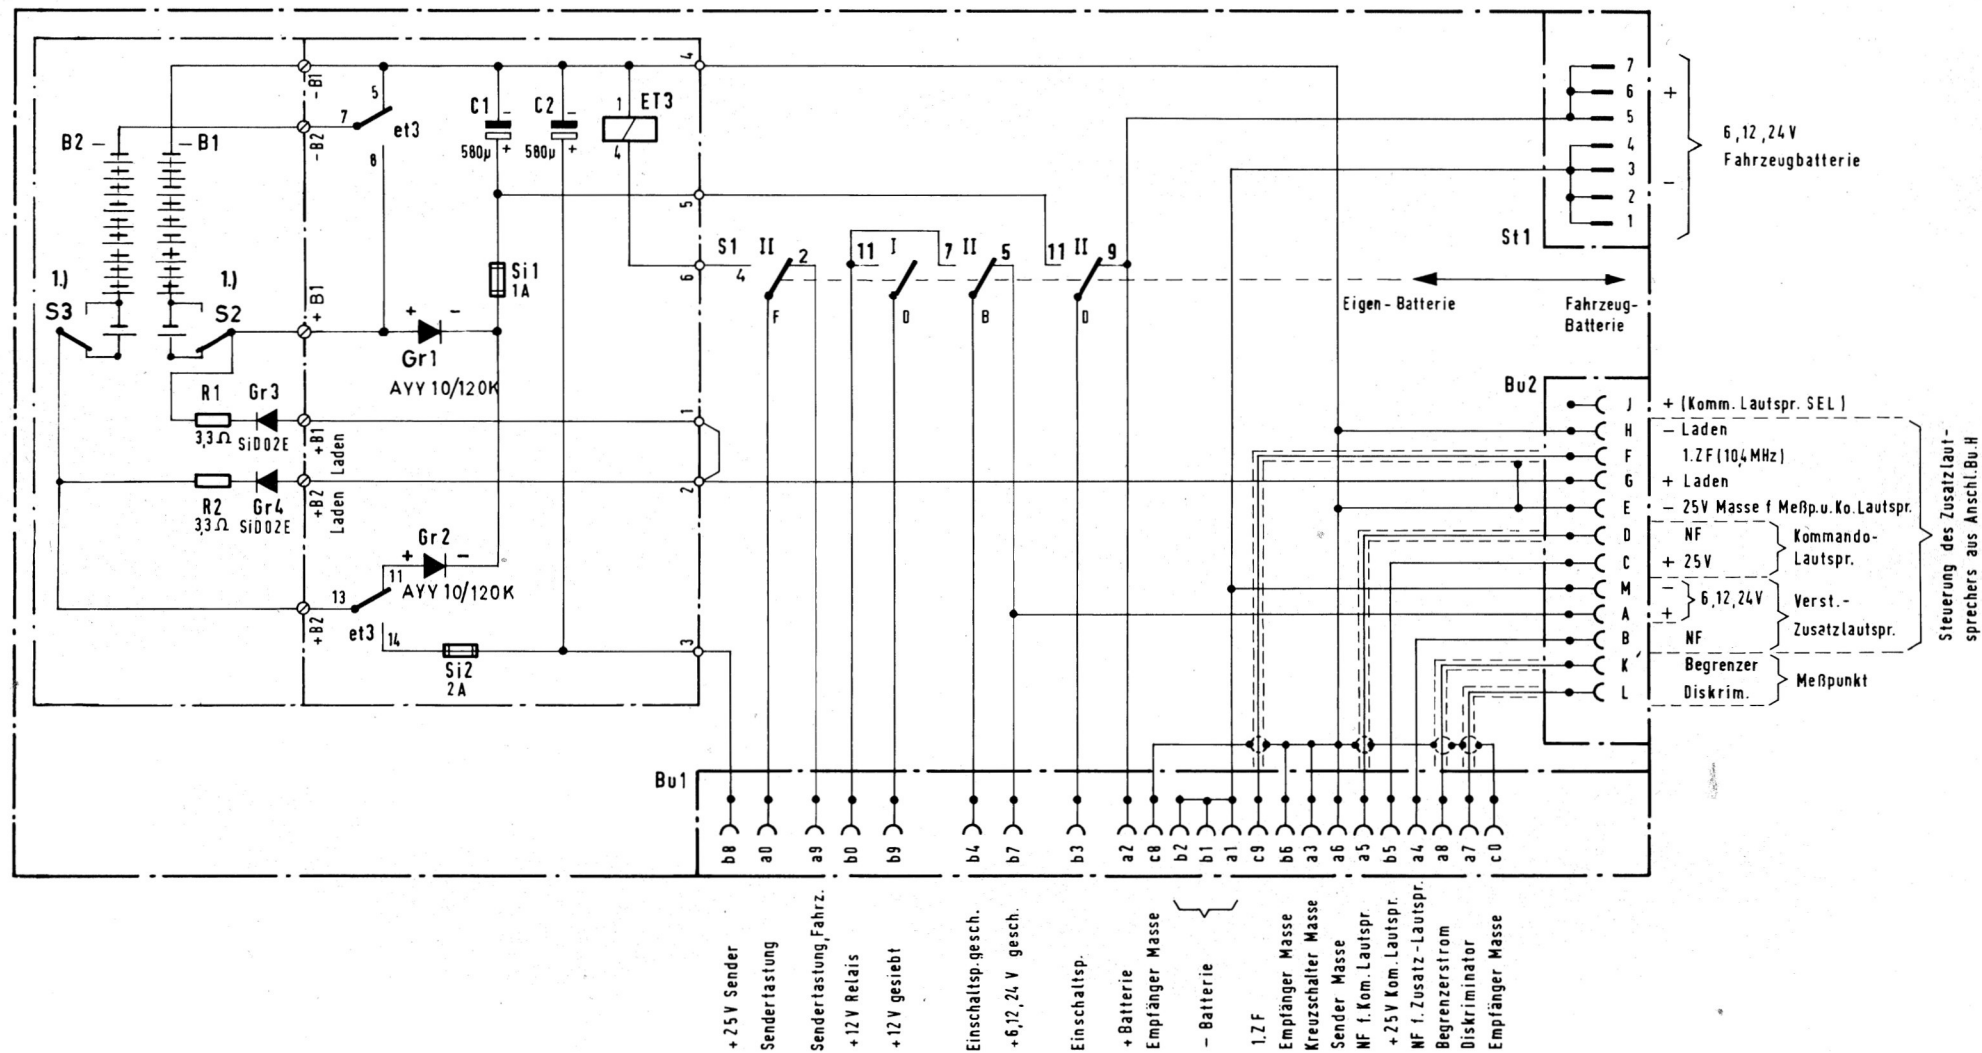 -B1
-B2
+B1
+B1 Laden
+B2 Laden
+B2
B2 −
− B1
1.)
1.)
S3
S2
R1
3,3Ω
Gr3
SiD02E
R2
3,3Ω
Gr4
SiD02E
5
7
et3
8
C1 −
580µ +
C2 −
580µ +
1
ET3
4
Si1
1A
+ −
Gr1
AYY 10/120K
Gr2
+ −
11
AYY 10/120K
13
et3
14
Si2
2A
4
5
6
1
2
3
S1 II
4
2
F
11 I
D
7 II 5
B
11 II 9
D
Eigen-Batterie
Fahrzeug-
Batterie
St1
7
6 +
5
4
3
−
2
1
6,12,24V
Fahrzeugbatterie
Bu2
J + (Komm. Lautspr. SEL)
H − Laden
F 1.ZF(10,4MHz)
G + Laden
E − 25V Masse f Meßp.u.Ko.Lautspr.
D NF
C + 25V
Kommando-
Lautspr.
M −
A +
6,12,24V
B NF
Verst.-
Zusatzlautspr.
K Begrenzer
L Diskrim.
Meßpunkt
Steuerung des Zusatzlaut-
sprechers aus Anschl.Bu.H
Bu1
b8 +25V Sender
a0 Sendertastung
a9 Sendertastung,Fahrz.
b0 +12V Relais
b9 +12V gesiebt
b4 Einschaltsp.gesch.
b7 +6,12,24 V gesch.
b3 Einschaltsp.
a2 +Batterie
c8 Empfänger Masse
b2
b1 − Batterie
a1
c9 1.ZF
b6 Empfänger Masse
a3 Kreuzschalter Masse
a6 Sender Masse
a5 NF f.Kom.Lautspr.
b5 +25V Kom.Lautspr.
a4 NF f.Zusatz-Lautspr.
a8 Begrenzerstrom
a7 Diskriminator
c0 Empfänger Masse